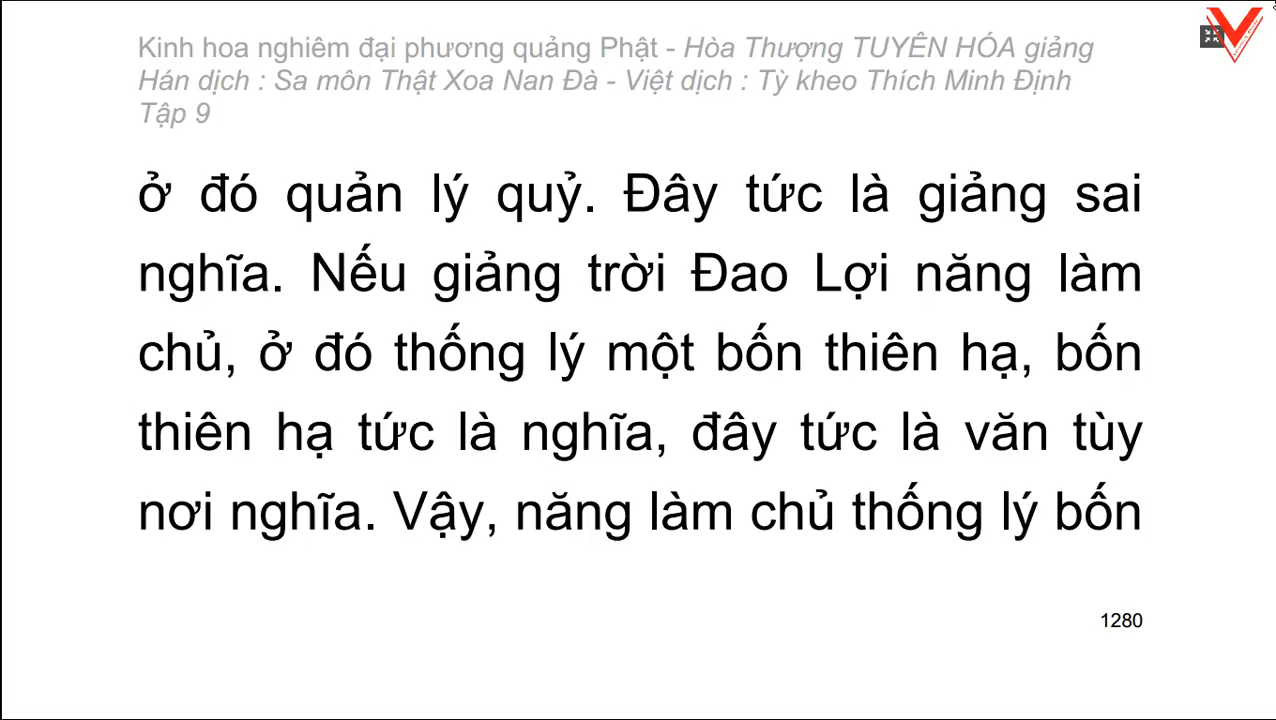 Kinh hoa nghiêm đại phương quảng Phật - Hòa Thượng TUYÊN HÓA giảng
Hán dịch : Sa môn Thật Xoa Nan Đà - Việt dịch : Tỳ kheo Thích Minh Định
Tập 9
ở đó quản lý quỷ. Đây tức là giảng sai
nghĩa. Nếu giảng trời Đao Lợi năng làm
chủ, ở đó thống lý một bốn thiên hạ, bốn
thiên hạ tức là nghĩa, đây tức là văn tùy
nơi nghĩa. Vậy, năng làm chủ thống lý bốn
1280